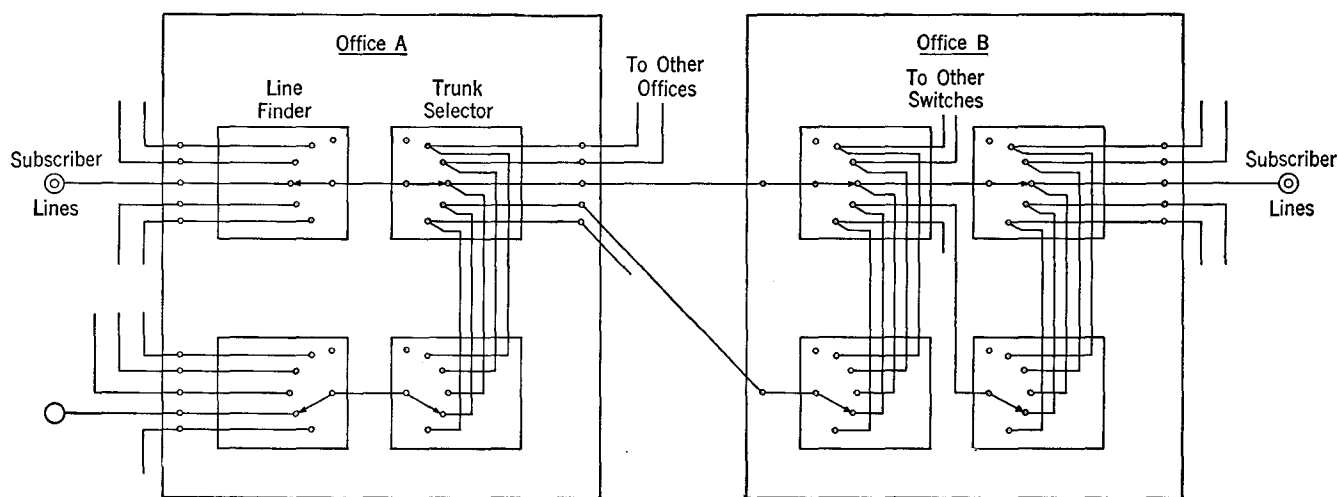 Office A
Office B
To Other
Offices
To Other
Switches
Line
Finder
Trunk
Selector
Subscriber
Lines
Subscriber
Lines